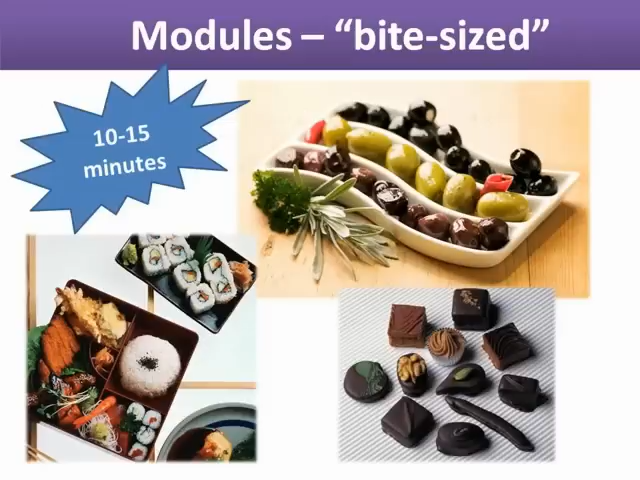 Modules – “bite-sized”
10-15
minutes